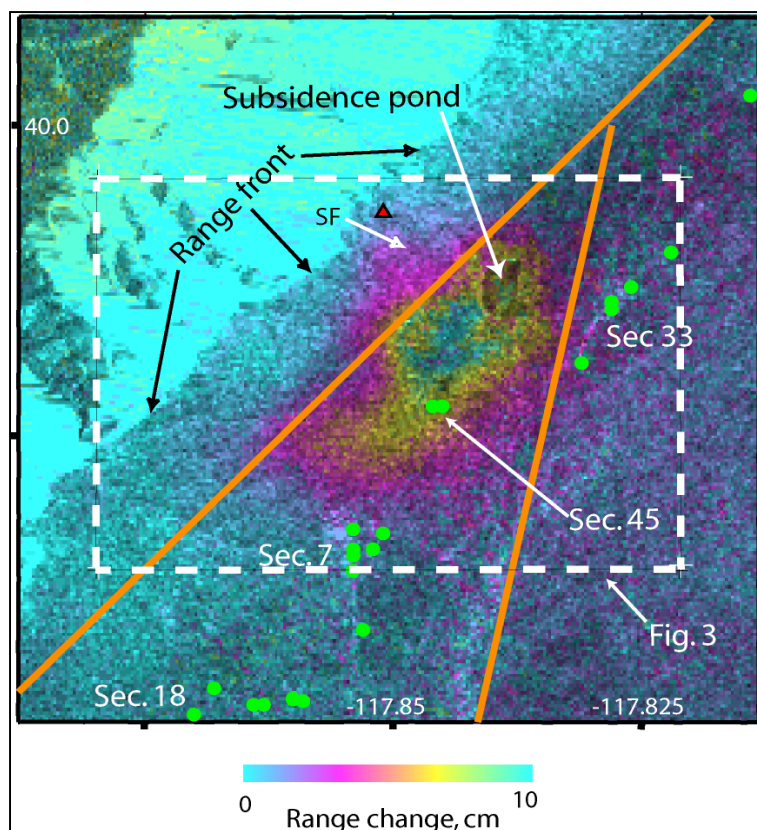 40.0
Subsidence pond
Range front
SF
Sec 33
Sec. 45
Sec. 7
Fig. 3
Sec. 18
-117.85
-117.825
0
10
Range change, cm